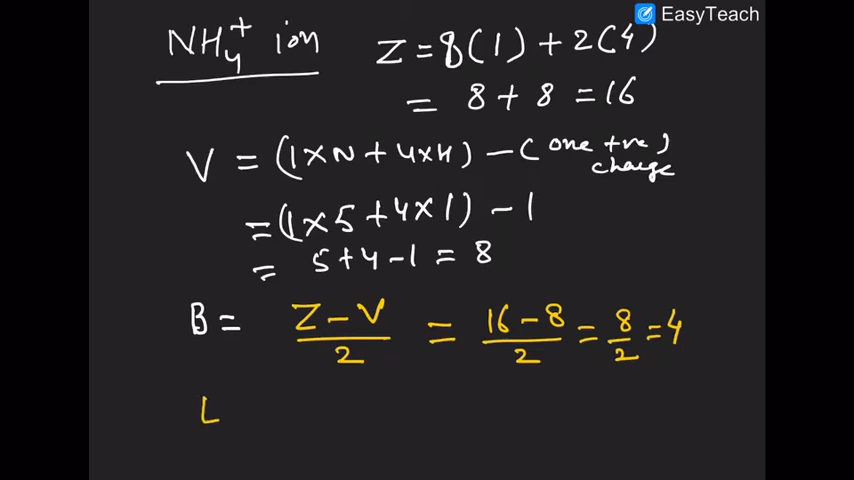 EasyTeach
NH₄⁺ ion
Z = 8(1) + 2(4)
= 8 + 8 = 16
V = (1×N + 4×H) – (one +ve) charge
= (1×5 + 4×1) – 1
= 5+4–1 = 8
B = Z – V / 2 = 16 – 8 / 2 = 8 / 2 = 4
L